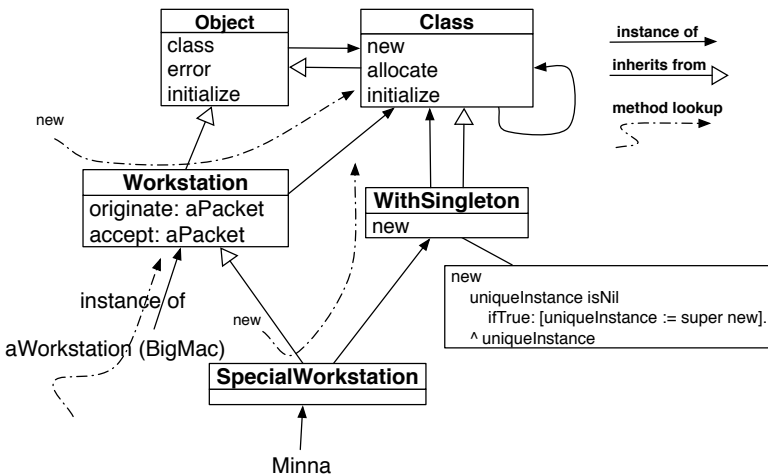 Object
class
error
initialize
Class
new
allocate
initialize
instance of
inherits from
method lookup
new
Workstation
originate: aPacket
accept: aPacket
WithSingleton
new
new
uniqueInstance isNil
ifTrue: [uniqueInstance := super new].
^ uniqueInstance
instance of
new
aWorkstation (BigMac)
SpecialWorkstation
Minna